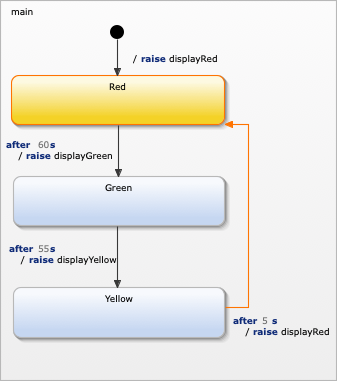 main
/ raise displayRed
Red
after 60s
/ raise displayGreen
Green
after 55s
/ raise displayYellow
Yellow
after 5 s
/ raise displayRed